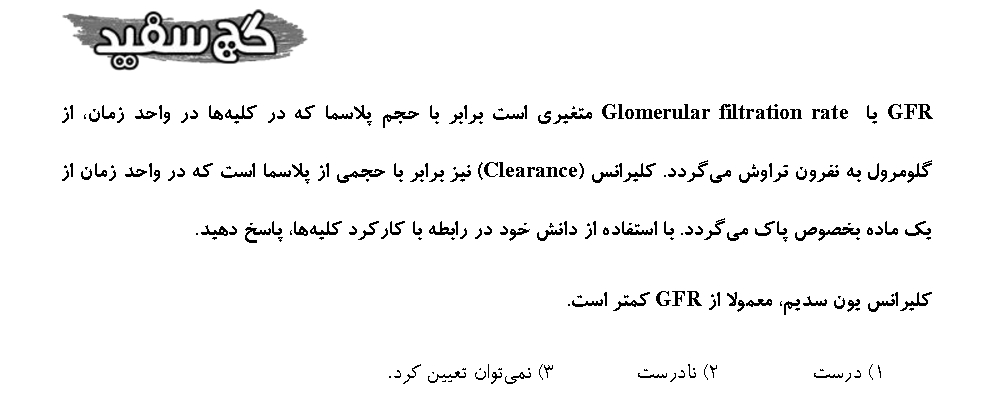 گچ سفید
GFR یا Glomerular filtration rate متغیری است برابر با حجم پلاسما که در کلیه‌ها در واحد زمان، از
گلومرول به نفرون تراوش می‌گردد. کلیرانس (Clearance) نیز برابر با حجمی از پلاسما است که در واحد زمان از
یک ماده بخصوص پاک می‌گردد. با استفاده از دانش خود در رابطه با کارکرد کلیه‌ها، پاسخ دهید.
کلیرانس یون سدیم، معمولا از GFR کمتر است.
۱) درست ۲) نادرست ۳) نمی‌توان تعیین کرد.